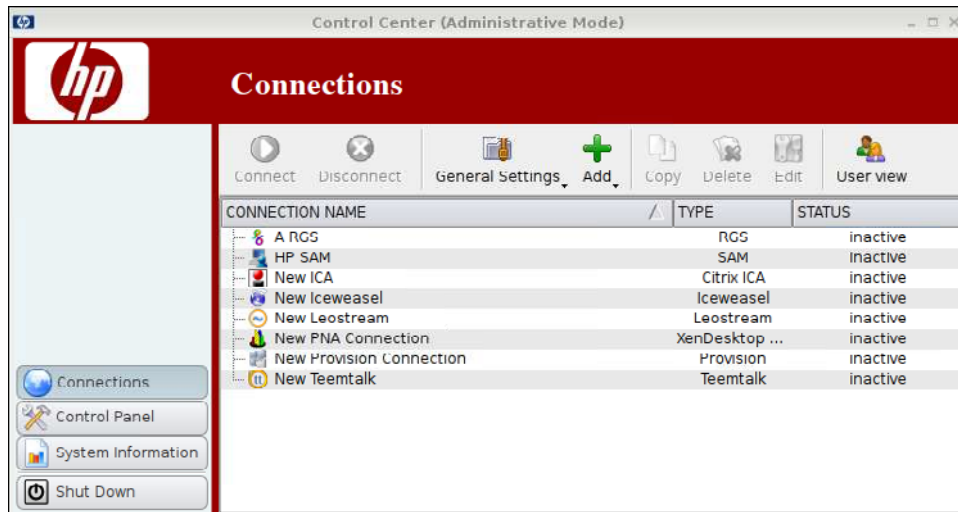 Control Center (Administrative Mode)
hp
Connections
Connect Disconnect General Settings Add Copy Delete Edit User view
CONNECTION NAME TYPE STATUS
A RGS RGS inactive
HP SAM SAM inactive
New ICA Citrix ICA inactive
New Iceweasel Iceweasel inactive
New Leostream Leostream inactive
New PNA Connection XenDesktop ... inactive
New Provision Connection Provision inactive
tt New Teemtalk Teemtalk inactive
Connections
Control Panel
System Information
Shut Down